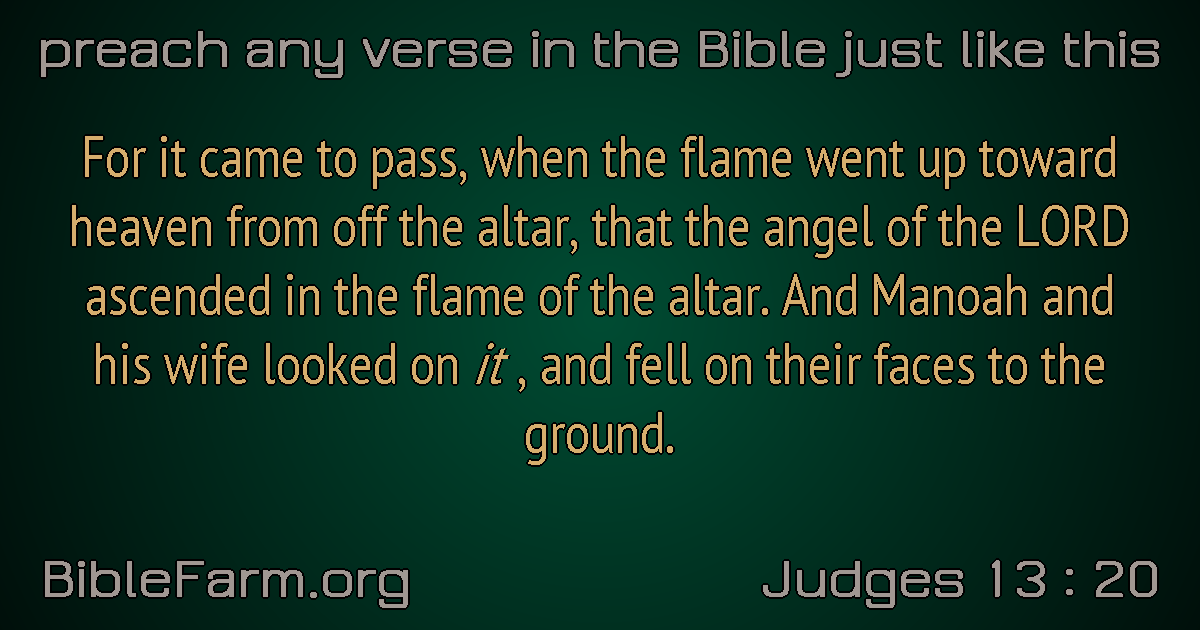 preach any verse in the Bible just like this
For it came to pass, when the flame went up toward
heaven from off the altar, that the angel of the LORD
ascended in the flame of the altar. And Manoah and
his wife looked on it , and fell on their faces to the
ground.
BibleFarm.org
Judges 13 : 20